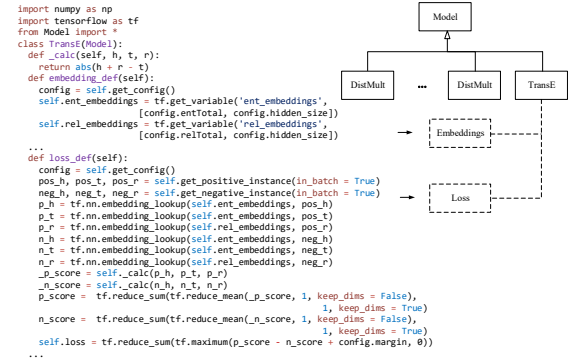 import numpy as np
import tensorflow as tf
from Model import *
class TransE(Model):
  def _calc(self, h, t, r):
    return abs(h + r - t)
  def embedding_def(self):
    config = self.get_config()
    self.ent_embeddings = tf.get_variable('ent_embeddings',
                    [config.entTotal, config.hidden_size])
    self.rel_embeddings = tf.get_variable('rel_embeddings',
                    [config.relTotal, config.hidden_size])
  ...
  def loss_def(self):
    config = self.get_config()
    pos_h, pos_t, pos_r = self.get_positive_instance(in_batch = True)
    neg_h, neg_t, neg_r = self.get_negative_instance(in_batch = True)
    p_h = tf.nn.embedding_lookup(self.ent_embeddings, pos_h)
    p_t = tf.nn.embedding_lookup(self.ent_embeddings, pos_t)
    p_r = tf.nn.embedding_lookup(self.rel_embeddings, pos_r)
    n_h = tf.nn.embedding_lookup(self.ent_embeddings, neg_h)
    n_t = tf.nn.embedding_lookup(self.ent_embeddings, neg_t)
    n_r = tf.nn.embedding_lookup(self.rel_embeddings, neg_r)
    _p_score = self._calc(p_h, p_t, p_r)
    _n_score = self._calc(n_h, n_t, n_r)
    p_score =  tf.reduce_sum(tf.reduce_mean(_p_score, 1, keep_dims = False),
                                            1, keep_dims = True)
    n_score =  tf.reduce_sum(tf.reduce_mean(_n_score, 1, keep_dims = False),
                                            1, keep_dims = True)
    self.loss = tf.reduce_sum(tf.maximum(p_score - n_score + config.margin, 0))
  ...
Model
DistMult ... DistMult TransE
Embeddings
Loss